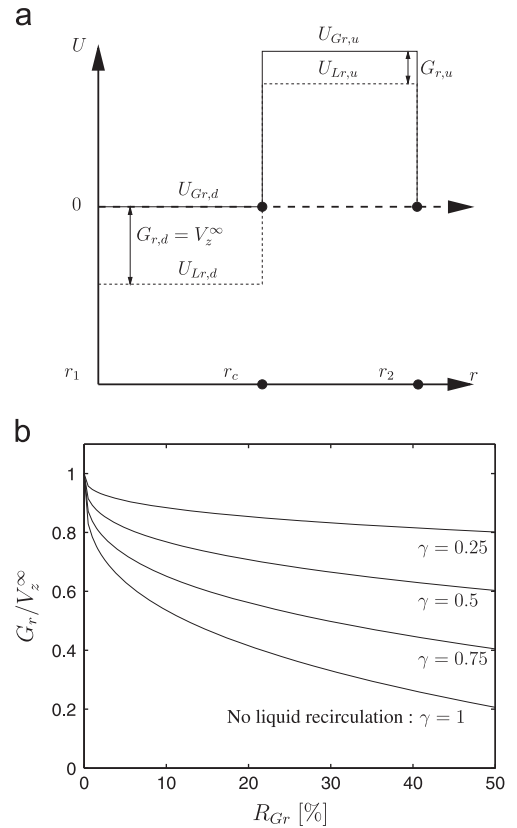 a
U
U_{Gr,u}
U_{Lr,u}
G_{r,u}
U_{Gr,d}
0
G_{r,d} = V_z^∞
U_{Lr,d}
r_1 r_c r_2 r
b
1
0.8
γ = 0.25
0.6
γ = 0.5
G_r/V_z^∞
0.4
γ = 0.75
0.2
No liquid recirculation : γ = 1
0
0 10 20 30 40 50
R_{Gr} [%]